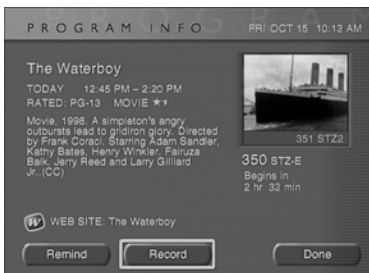 PROGRAM INFO
FRI OCT 15 10:13 AM
The Waterboy
TODAY 12:45 PM – 2:20 PM
RATED: PG-13 MOVIE ★
Movie, 1998. A simpleton's angry
outbursts lead to gridiron glory. Directed
by Frank Coraci. Starring Adam Sandler,
Kathy Bates, Henry Winkler, Fairuza
Balk, Jerry Reed and Larry Gilliard
Jr..(CC)
351 STZ2
350 STZ-E
Begins in
2 hr 32 min
W WEB SITE: The Waterboy
Remind
Record
Done